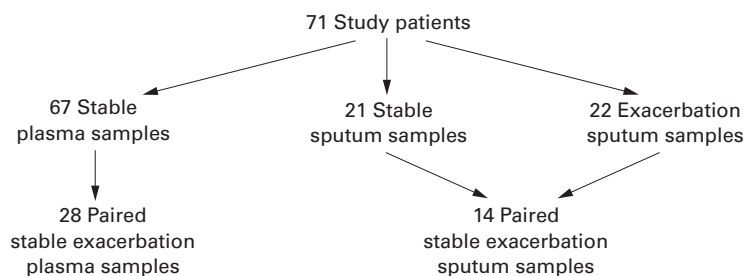 71 Study patients
67 Stable
plasma samples
21 Stable
sputum samples
22 Exacerbation
sputum samples
28 Paired
stable exacerbation
plasma samples
14 Paired
stable exacerbation
sputum samples